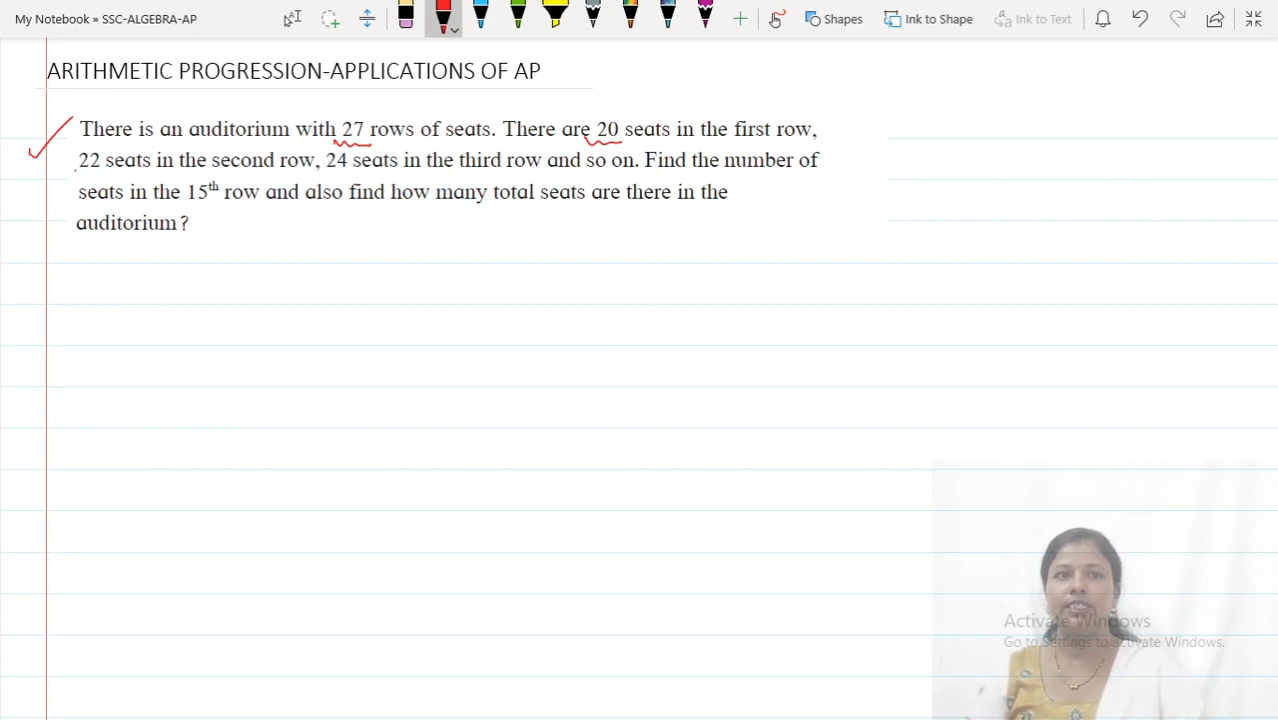 My Notebook » SSC-ALGEBRA-AP
Shapes
Ink to Shape
Ink to Text
ARITHMETIC PROGRESSION-APPLICATIONS OF AP
There is an auditorium with 27 rows of seats. There are 20 seats in the first row,
22 seats in the second row, 24 seats in the third row and so on. Find the number of
seats in the 15th row and also find how many total seats are there in the
auditorium?
Activate Windows
Go to Settings to activate Windows.